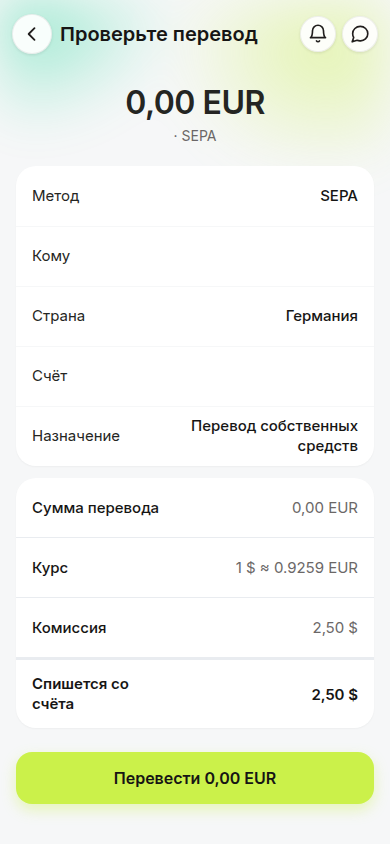 Проверьте перевод
0,00 EUR
· SEPA
Метод SEPA
Кому
Страна Германия
Счёт
Назначение Перевод собственных
средств
Сумма перевода 0,00 EUR
Курс 1 $ ≈ 0.9259 EUR
Комиссия 2,50 $
Спишется со
счёта 2,50 $
Перевести 0,00 EUR